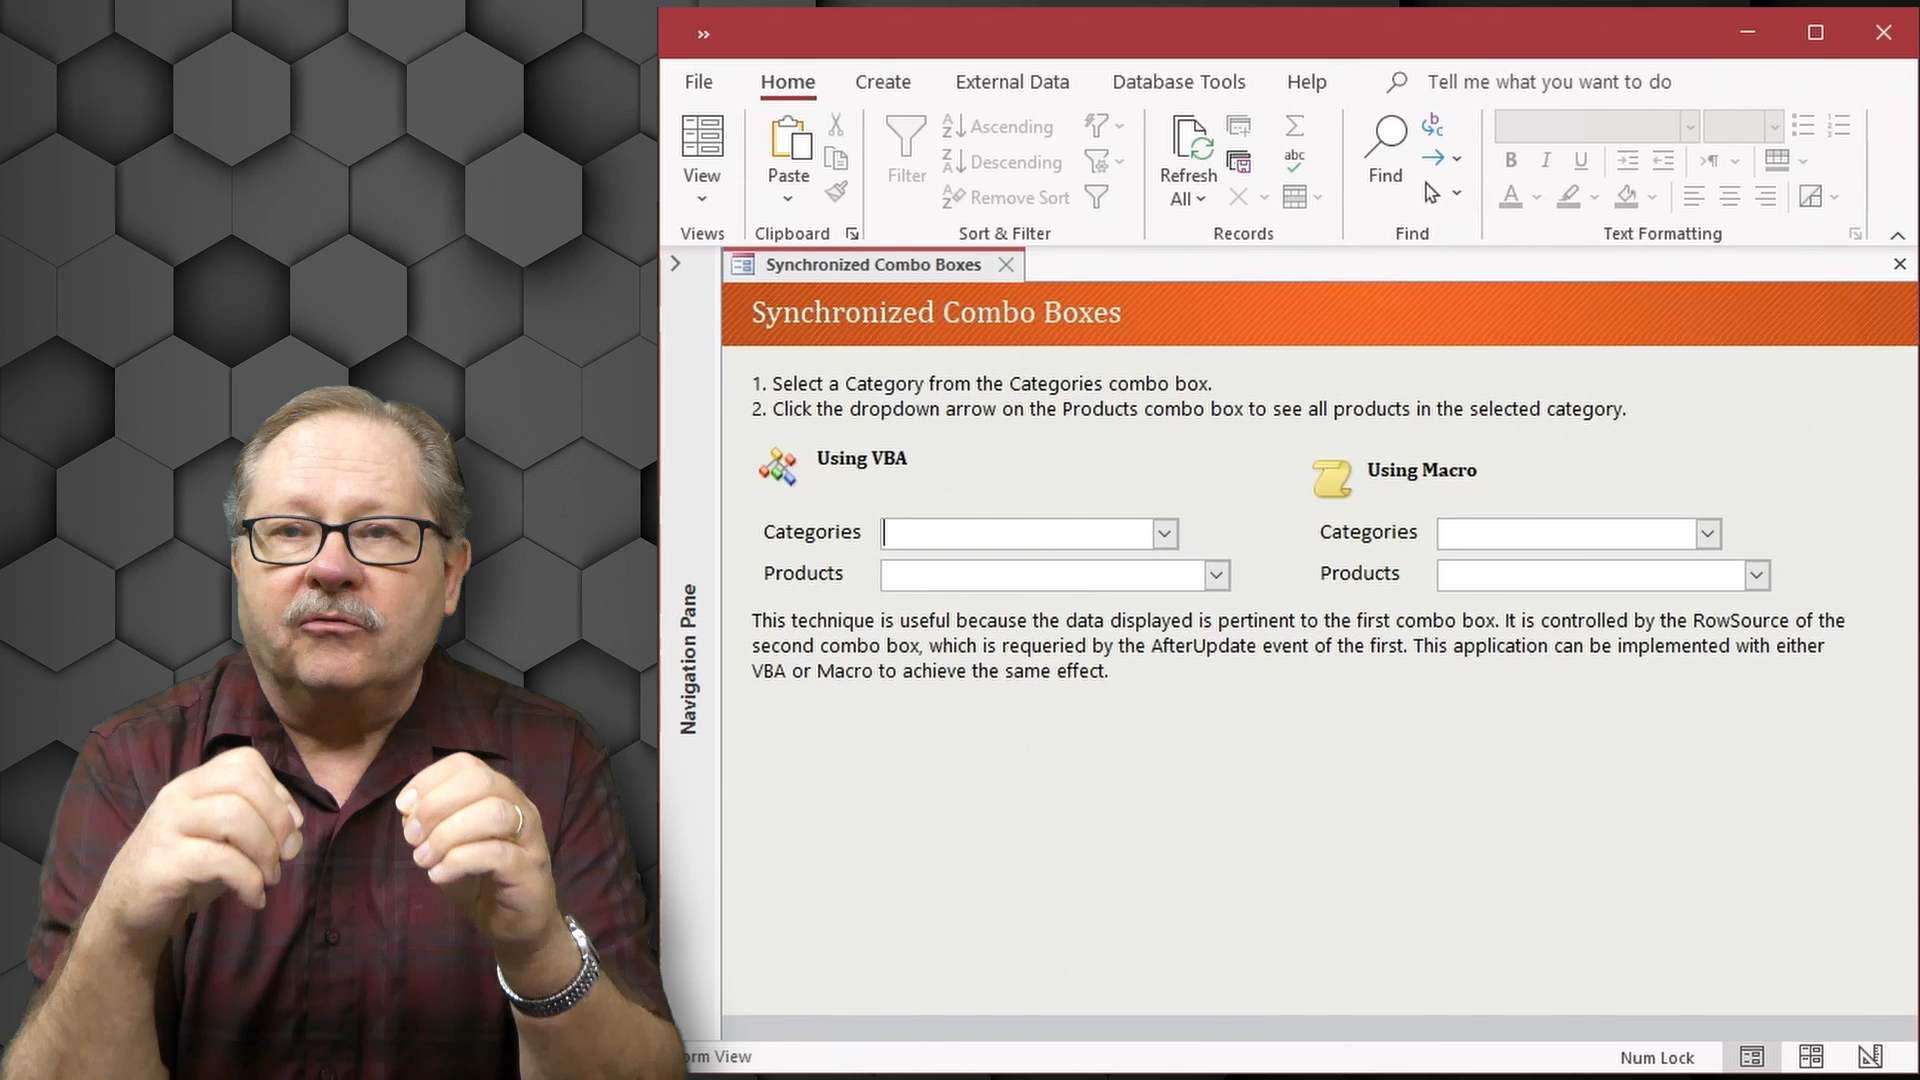 »
File Home Create External Data Database Tools Help Tell me what you want to do
Ascending
Descending
Remove Sort
View
Paste
Filter
Refresh
All
Find
abc
b
c
B I U
A
Views Clipboard Sort & Filter Records Find Text Formatting
Synchronized Combo Boxes
Synchronized Combo Boxes
1. Select a Category from the Categories combo box.
2. Click the dropdown arrow on the Products combo box to see all products in the selected category.
Using VBA
Using Macro
Categories
Categories
Products
Products
This technique is useful because the data displayed is pertinent to the first combo box. It is controlled by the RowSource of the
second combo box, which is requeried by the AfterUpdate event of the first. This application can be implemented with either
VBA or Macro to achieve the same effect.
Navigation Pane
orm View
Num Lock